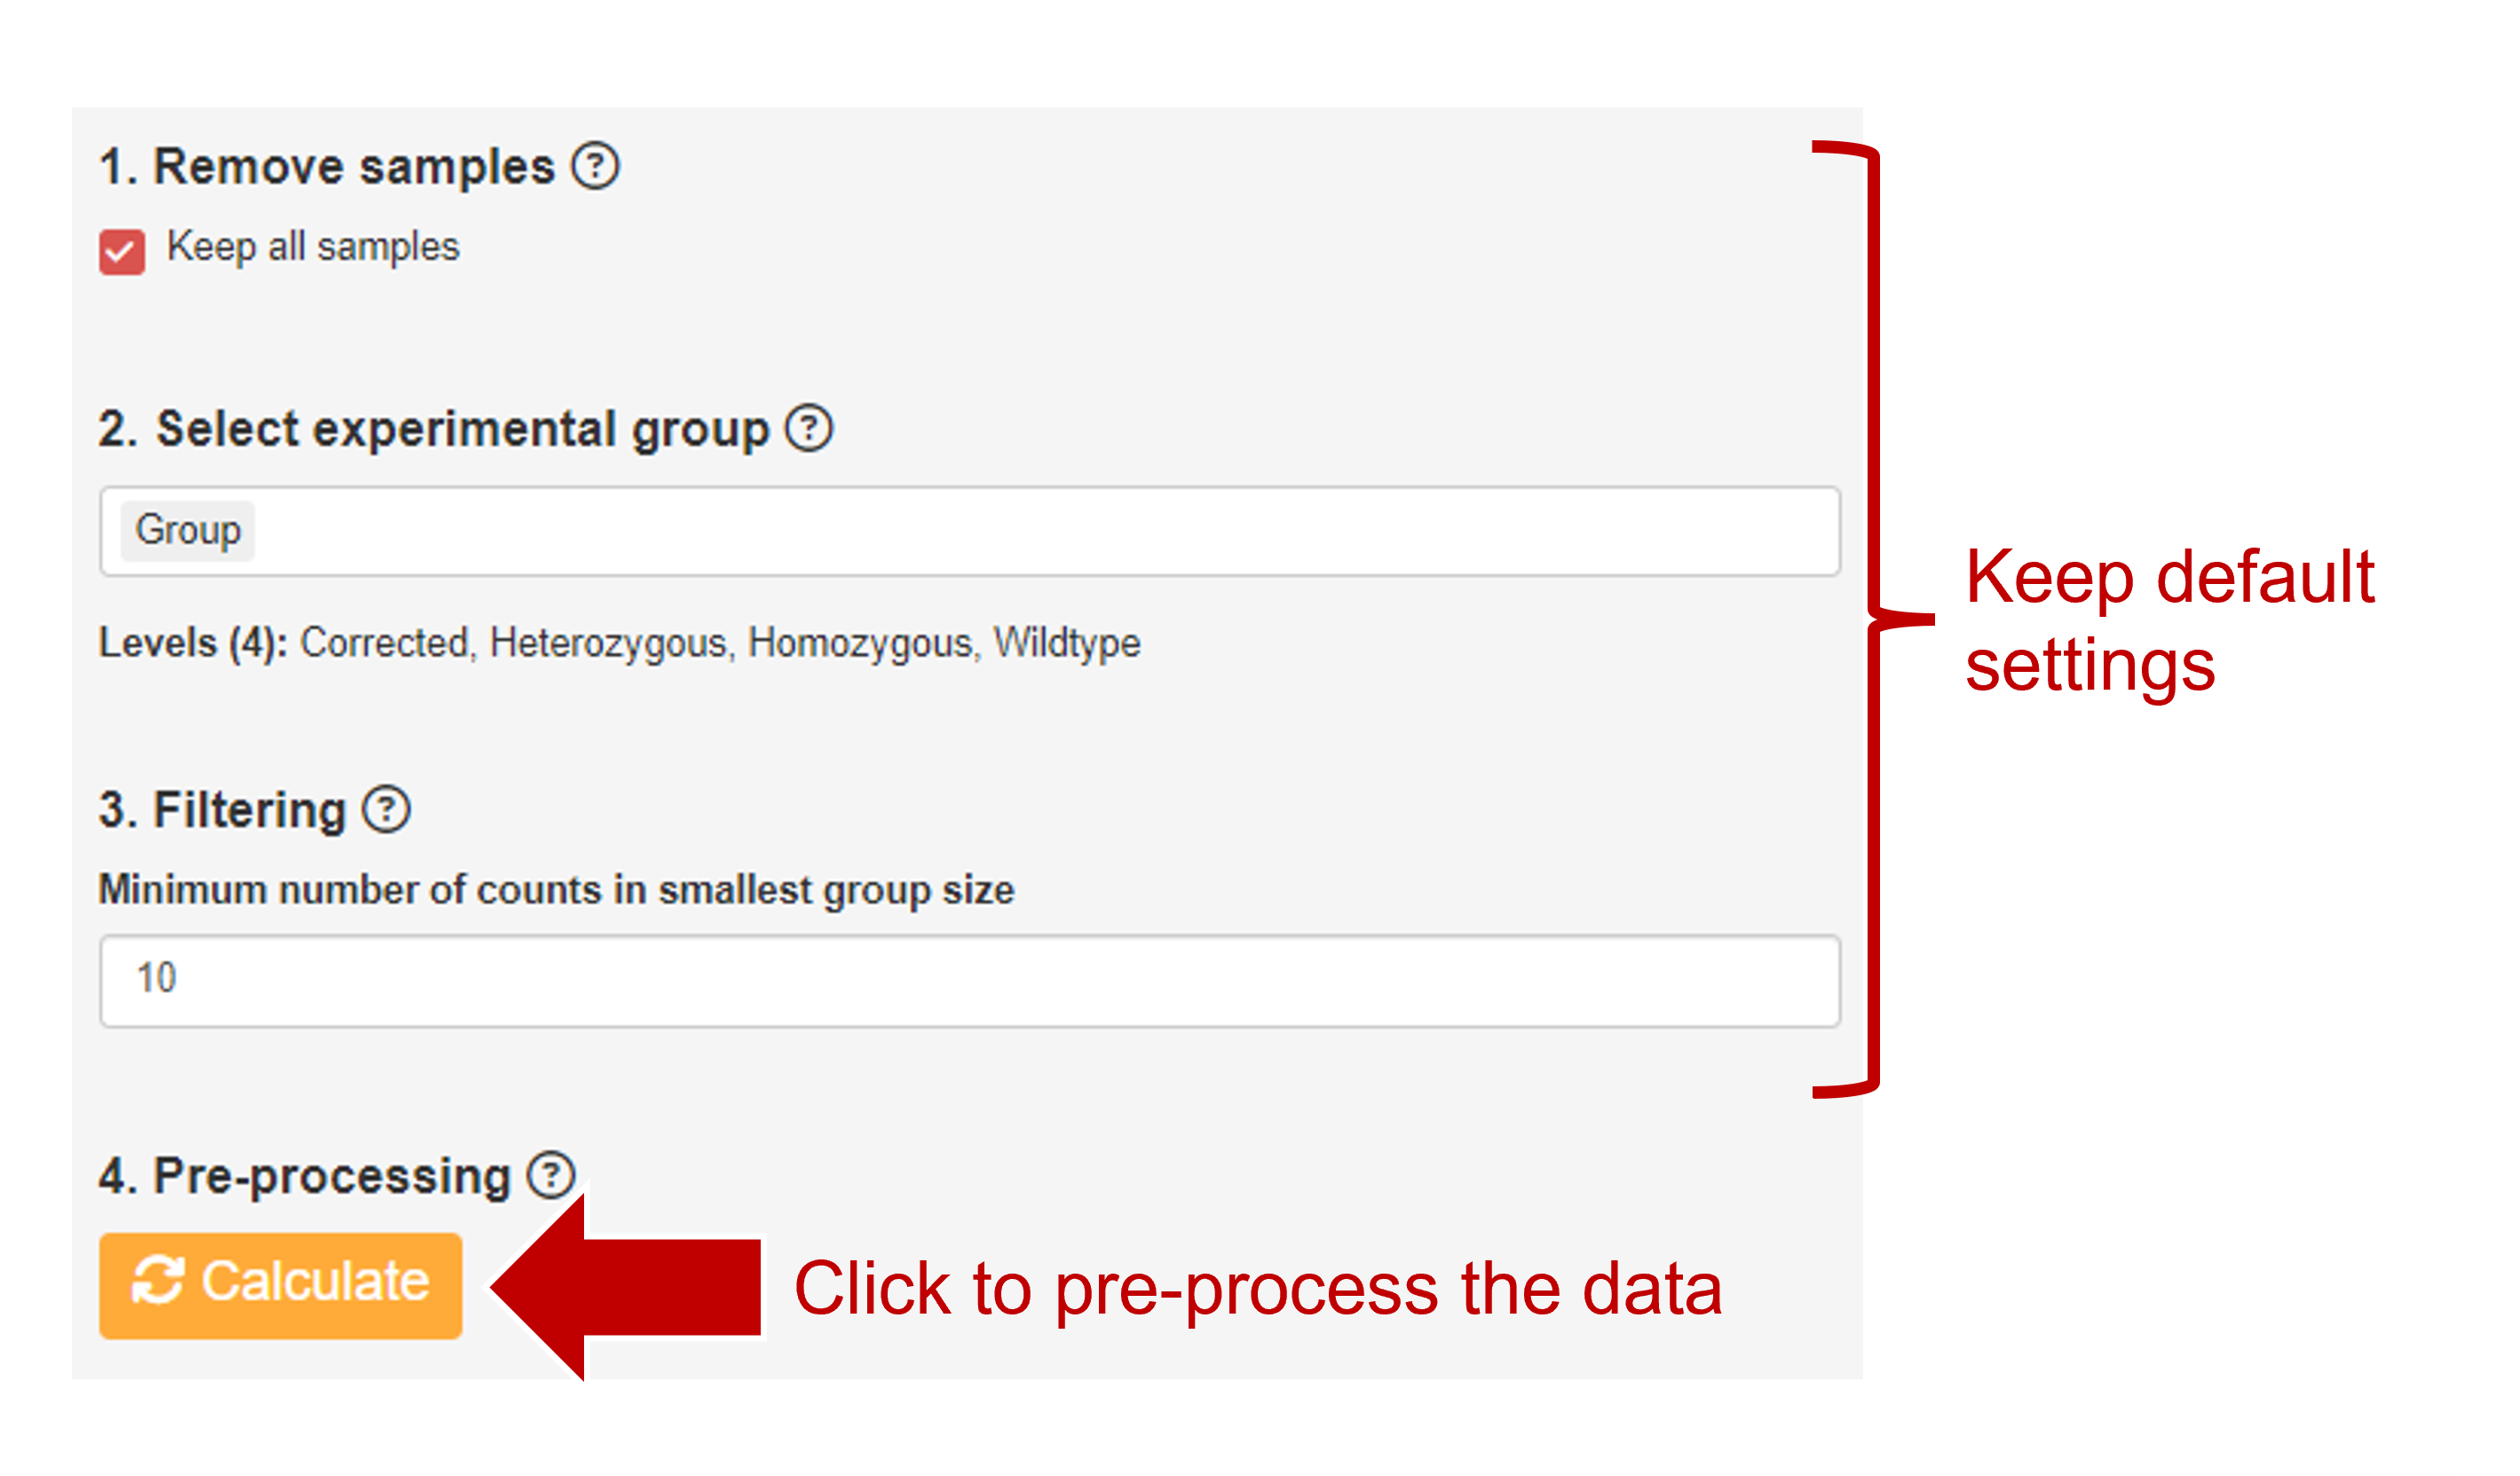 1. Remove samples ?
Keep all samples
2. Select experimental group ?
Group
Levels (4): Corrected, Heterozygous, Homozygous, Wildtype
Keep default
settings
3. Filtering ?
Minimum number of counts in smallest group size
10
4. Pre-processing ?
Calculate
Click to pre-process the data